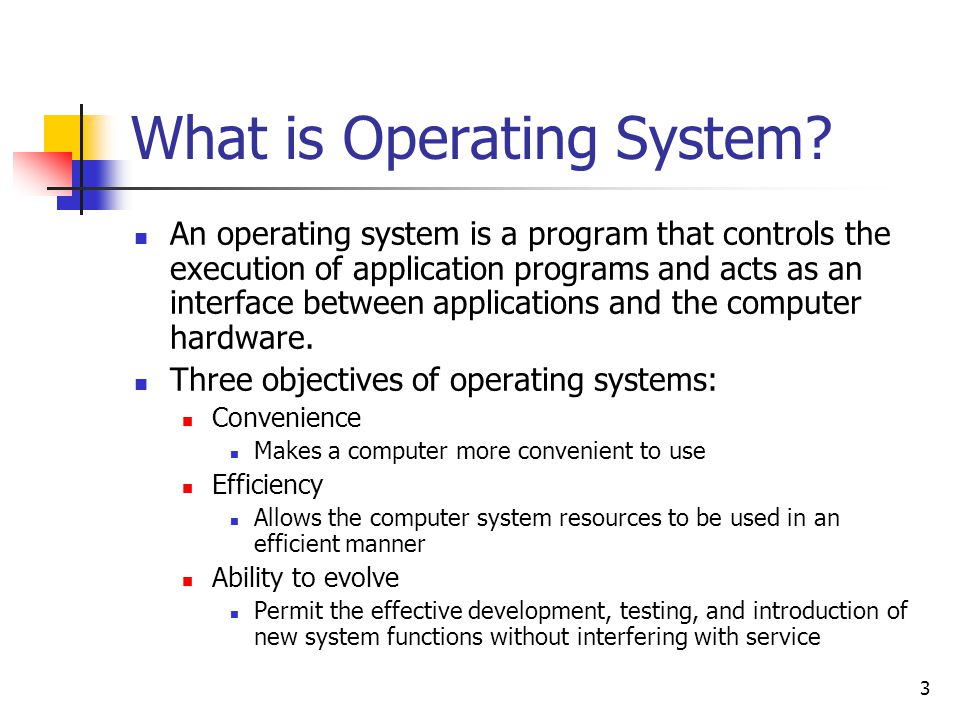 What is Operating System?
An operating system is a program that controls the
execution of application programs and acts as an
interface between applications and the computer
hardware.
Three objectives of operating systems:
Convenience
Makes a computer more convenient to use
Efficiency
Allows the computer system resources to be used in an
efficient manner
Ability to evolve
Permit the effective development, testing, and introduction of
new system functions without interfering with service
3